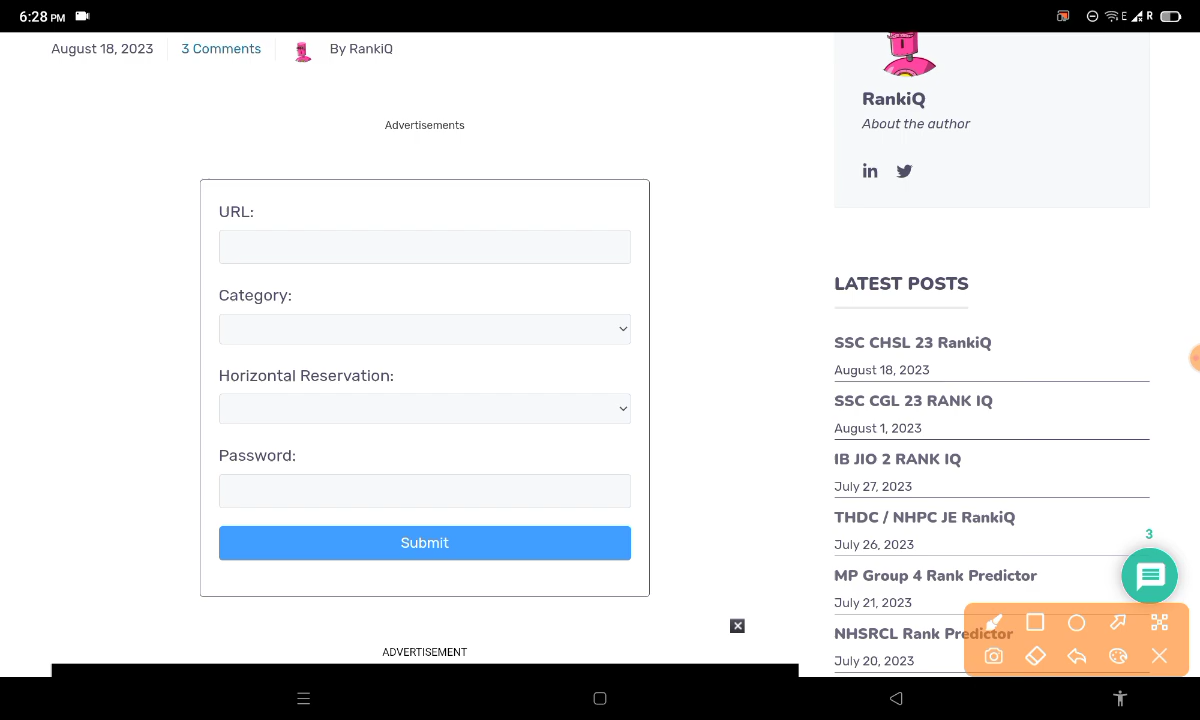 6:28 PM
E R
August 18, 2023 3 Comments By RankiQ
Advertisements
URL:
Category:
Horizontal Reservation:
Password:
Submit
ADVERTISEMENT
RankiQ
About the author
LATEST POSTS
SSC CHSL 23 RankiQ
August 18, 2023
SSC CGL 23 RANK IQ
August 1, 2023
IB JIO 2 RANK IQ
July 27, 2023
THDC / NHPC JE RankiQ
July 26, 2023
MP Group 4 Rank Predictor
July 21, 2023
NHSRCL Rank Predictor
July 20, 2023
3